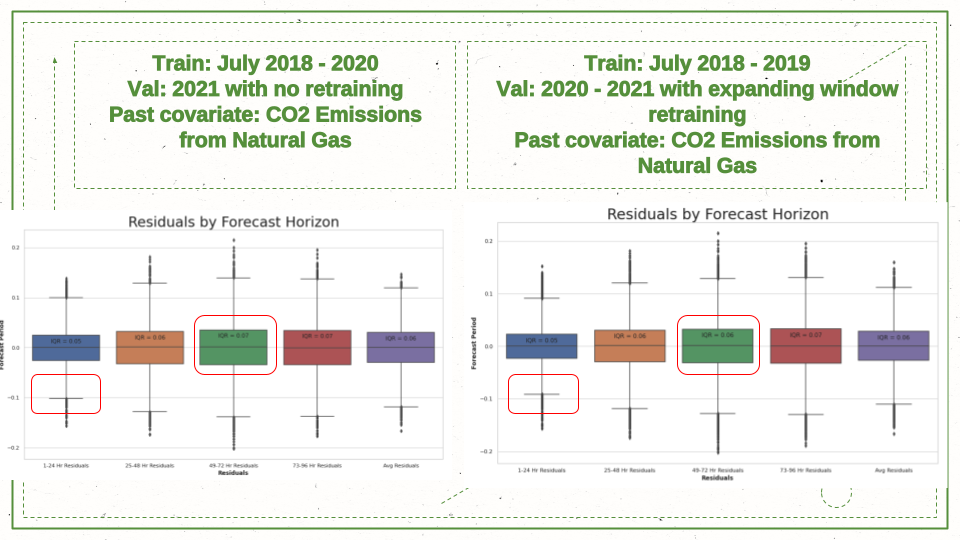 Train: July 2018 - 2020
Val: 2021 with no retraining
Past covariate: CO2 Emissions
from Natural Gas
Train: July 2018 - 2019
Val: 2020 - 2021 with expanding window
retraining
Past covariate: CO2 Emissions from
Natural Gas
Residuals by Forecast Horizon
Forecast Period
0.2
0.1
0.0
−0.1
−0.2
IQR = 0.05
IQR = 0.06
IQR = 0.07
IQR = 0.07
IQR = 0.06
1-24 Hr Residuals
25-48 Hr Residuals
49-72 Hr Residuals
73-96 Hr Residuals
Avg Residuals
Residuals
Residuals by Forecast Horizon
Forecast Period
0.2
0.1
0.0
−0.1
−0.2
IQR = 0.05
IQR = 0.06
IQR = 0.06
IQR = 0.07
IQR = 0.06
1-24 Hr Residuals
25-48 Hr Residuals
49-72 Hr Residuals
73-96 Hr Residuals
Avg Residuals
Residuals